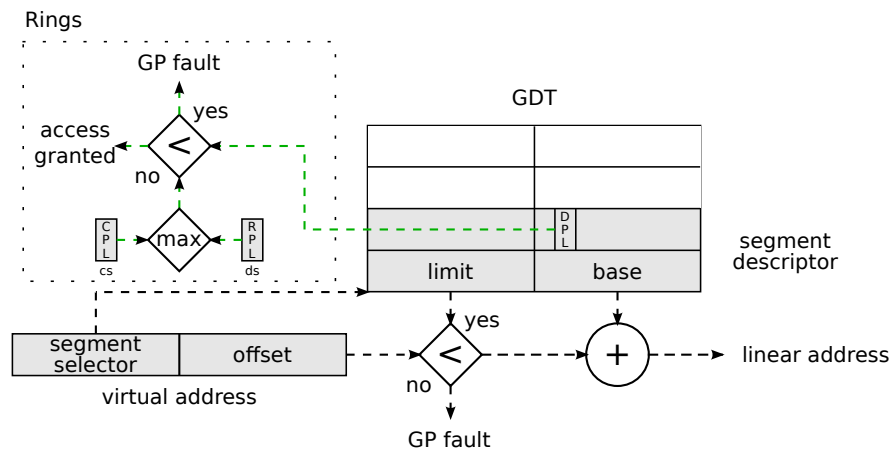 Rings
GP fault
GDT
yes
access
granted
<
no
D
P
L
C
P
L
max
R
P
L
cs
ds
segment
descriptor
limit
base
yes
segment
selector
offset
<
+
linear address
no
virtual address
GP fault